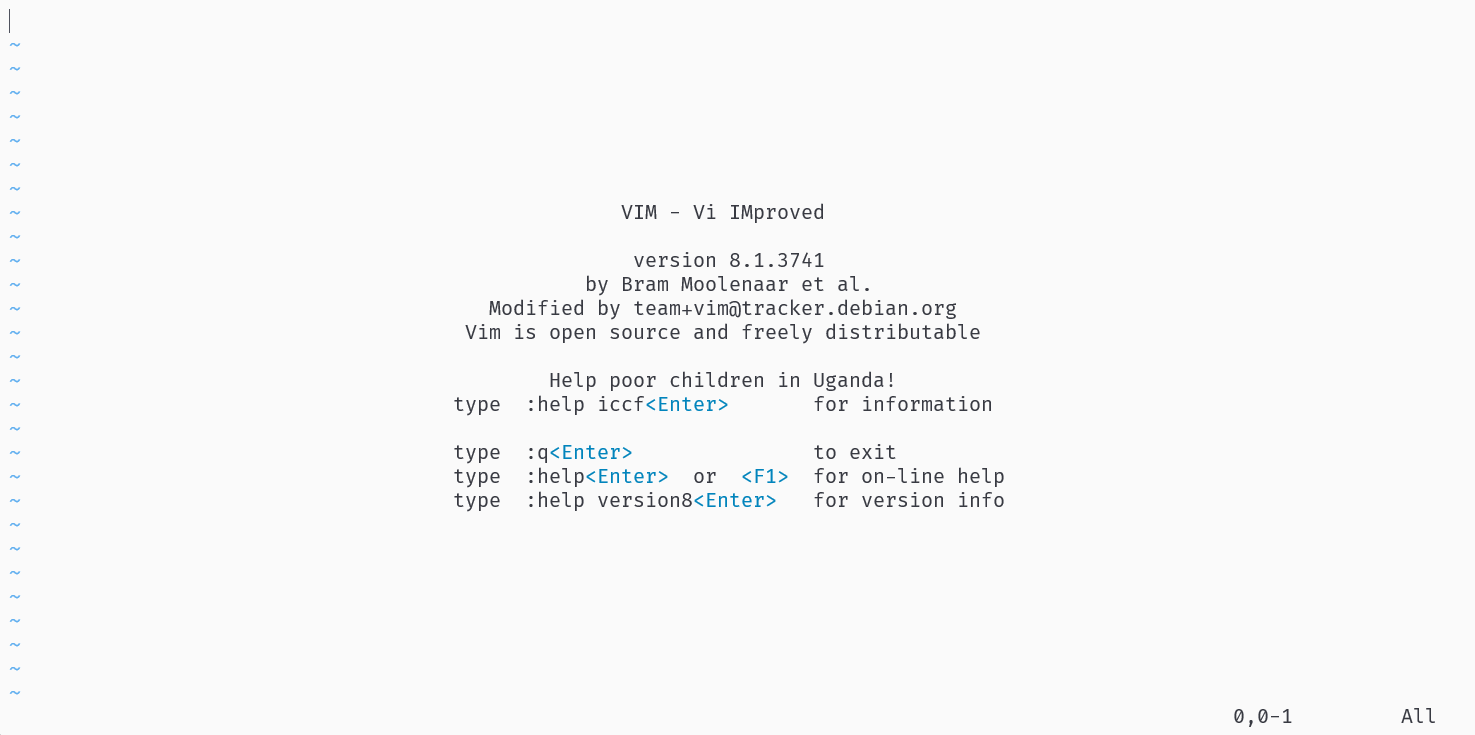 ~
~
~
~
~
~
~
~ VIM - Vi IMproved
~
~ version 8.1.3741
~ by Bram Moolenaar et al.
~ Modified by team+vim@tracker.debian.org
~ Vim is open source and freely distributable
~
~ Help poor children in Uganda!
~ type :help iccf<Enter> for information
~
~ type :q<Enter> to exit
~ type :help<Enter> or <F1> for on-line help
~ type :help version8<Enter> for version info
~
~
~
~
~
~
~
~
0,0-1 All